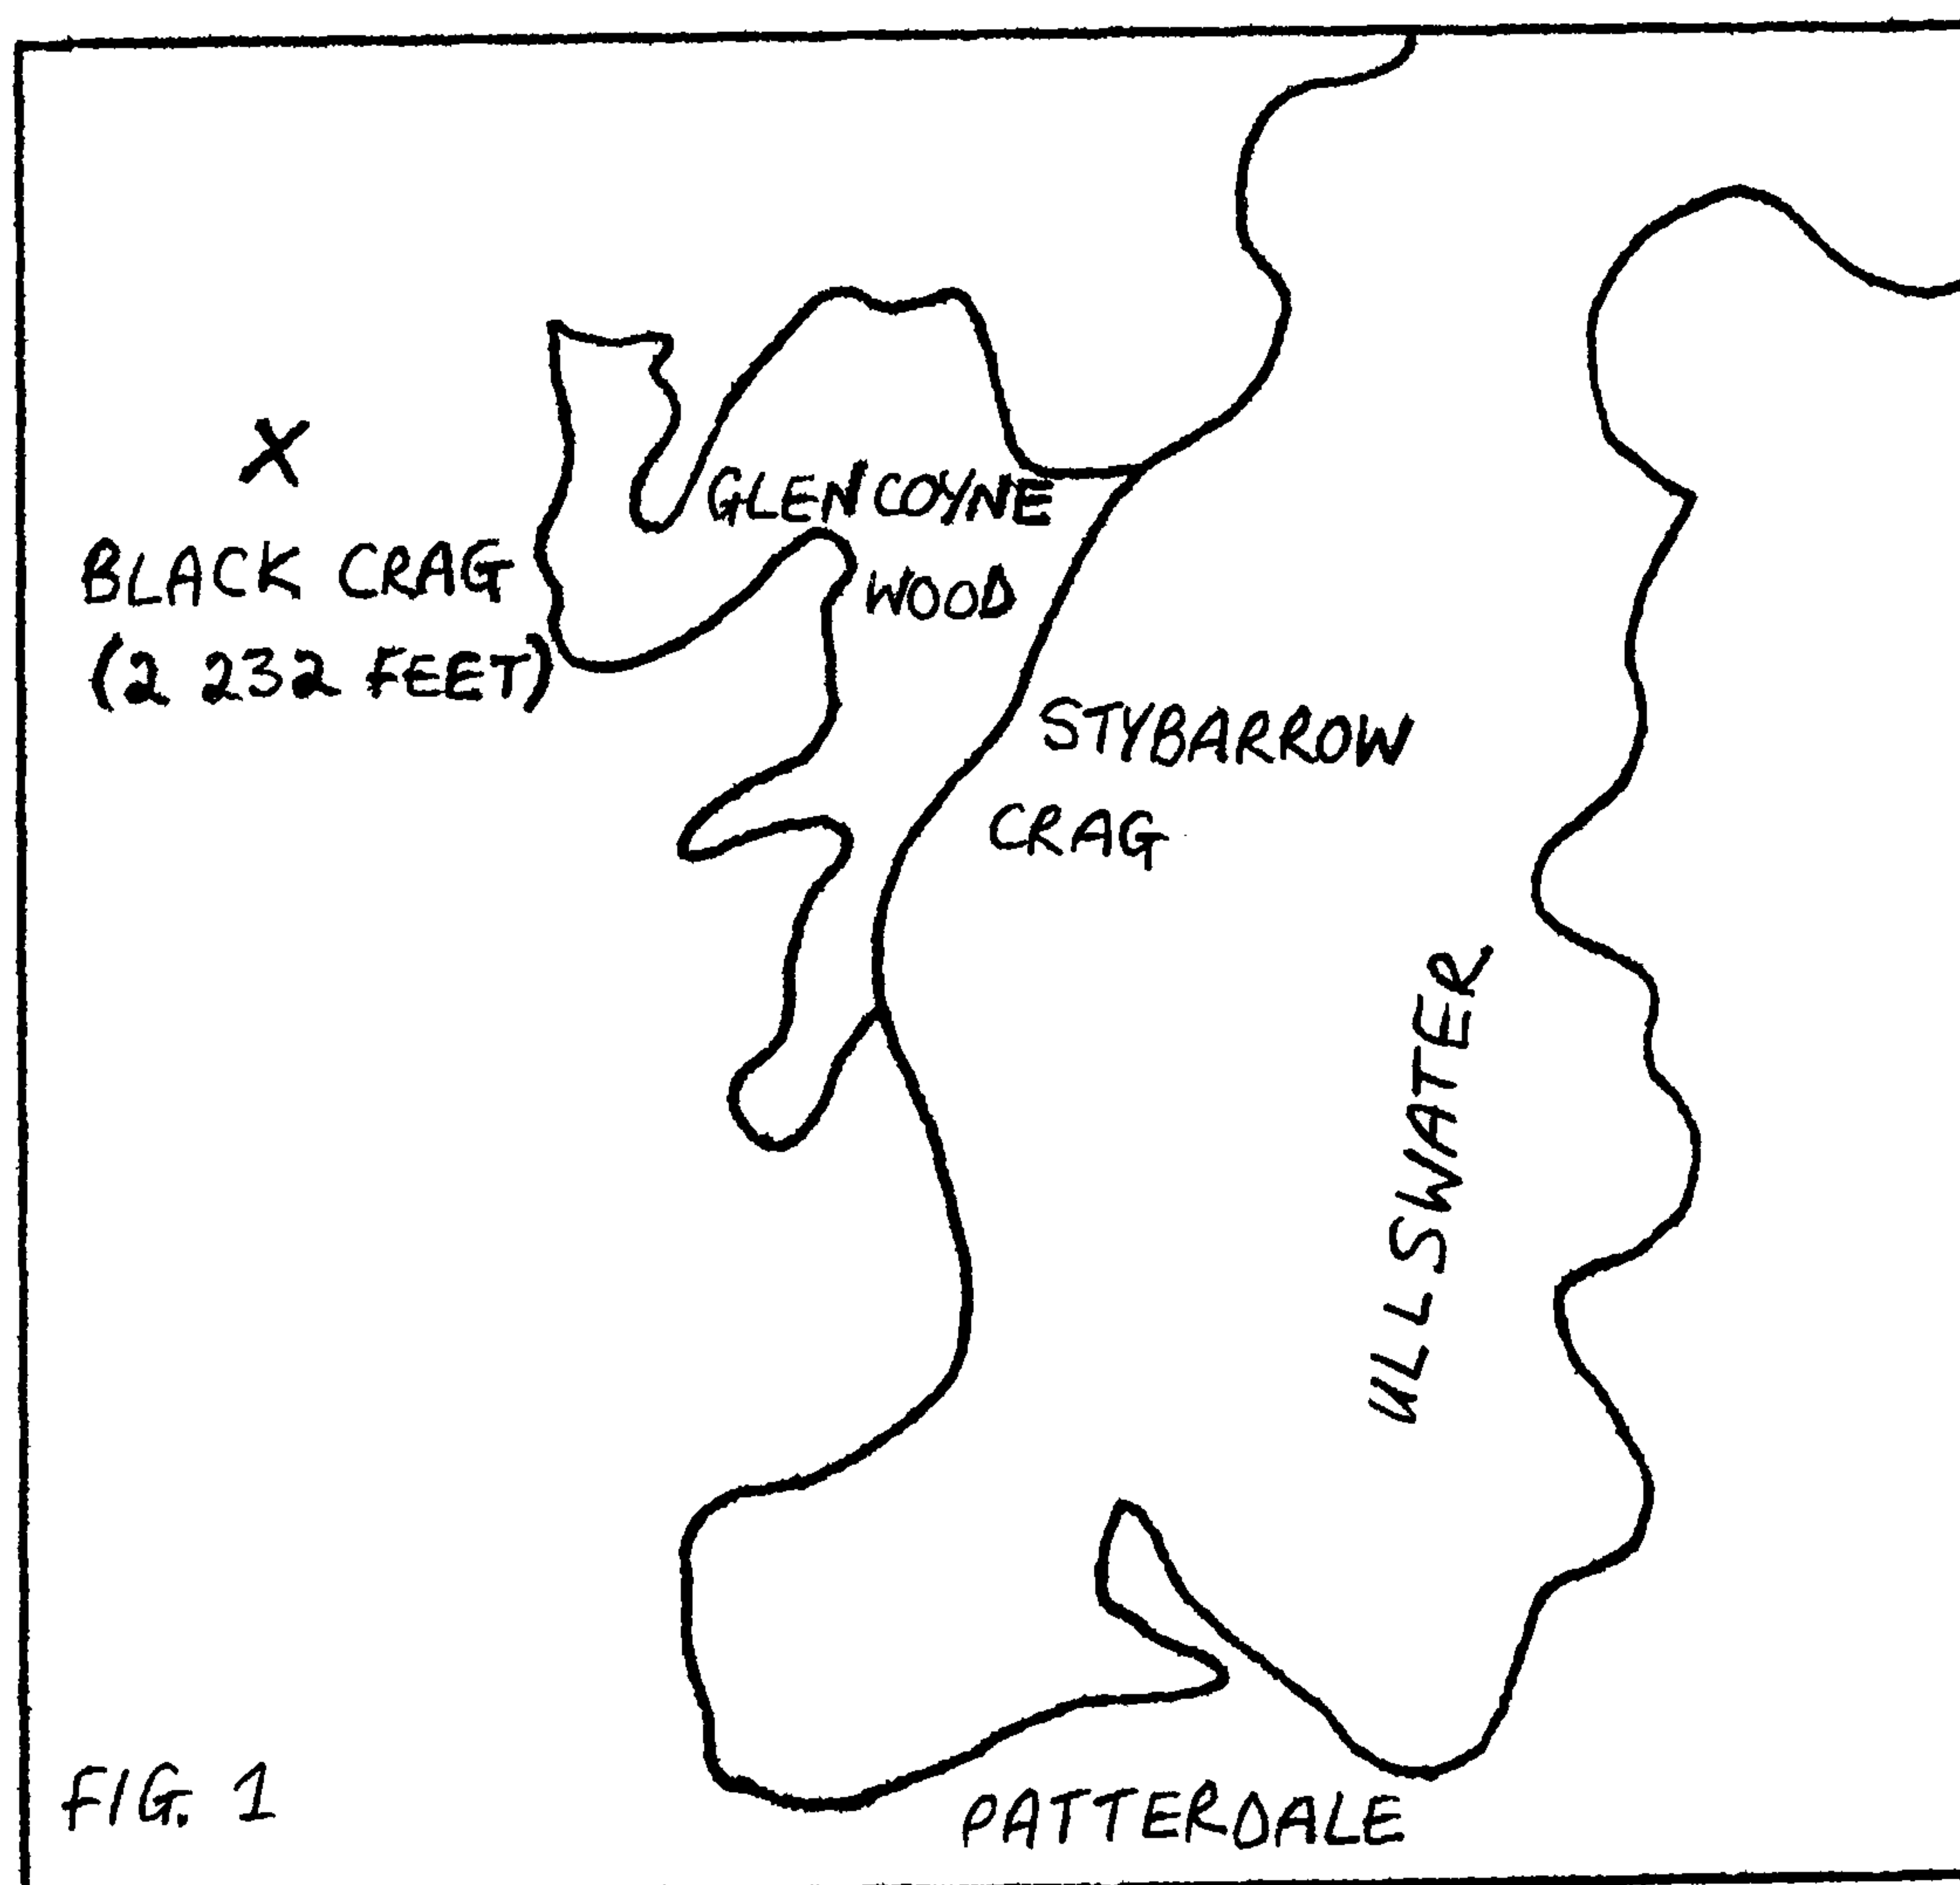 GLENCOYNE
WOOD
BLACK CRAG
(2 232 FEET)
STYBARROW
CRAG
ULLSWATER
FIG. 1
PATTERDALE